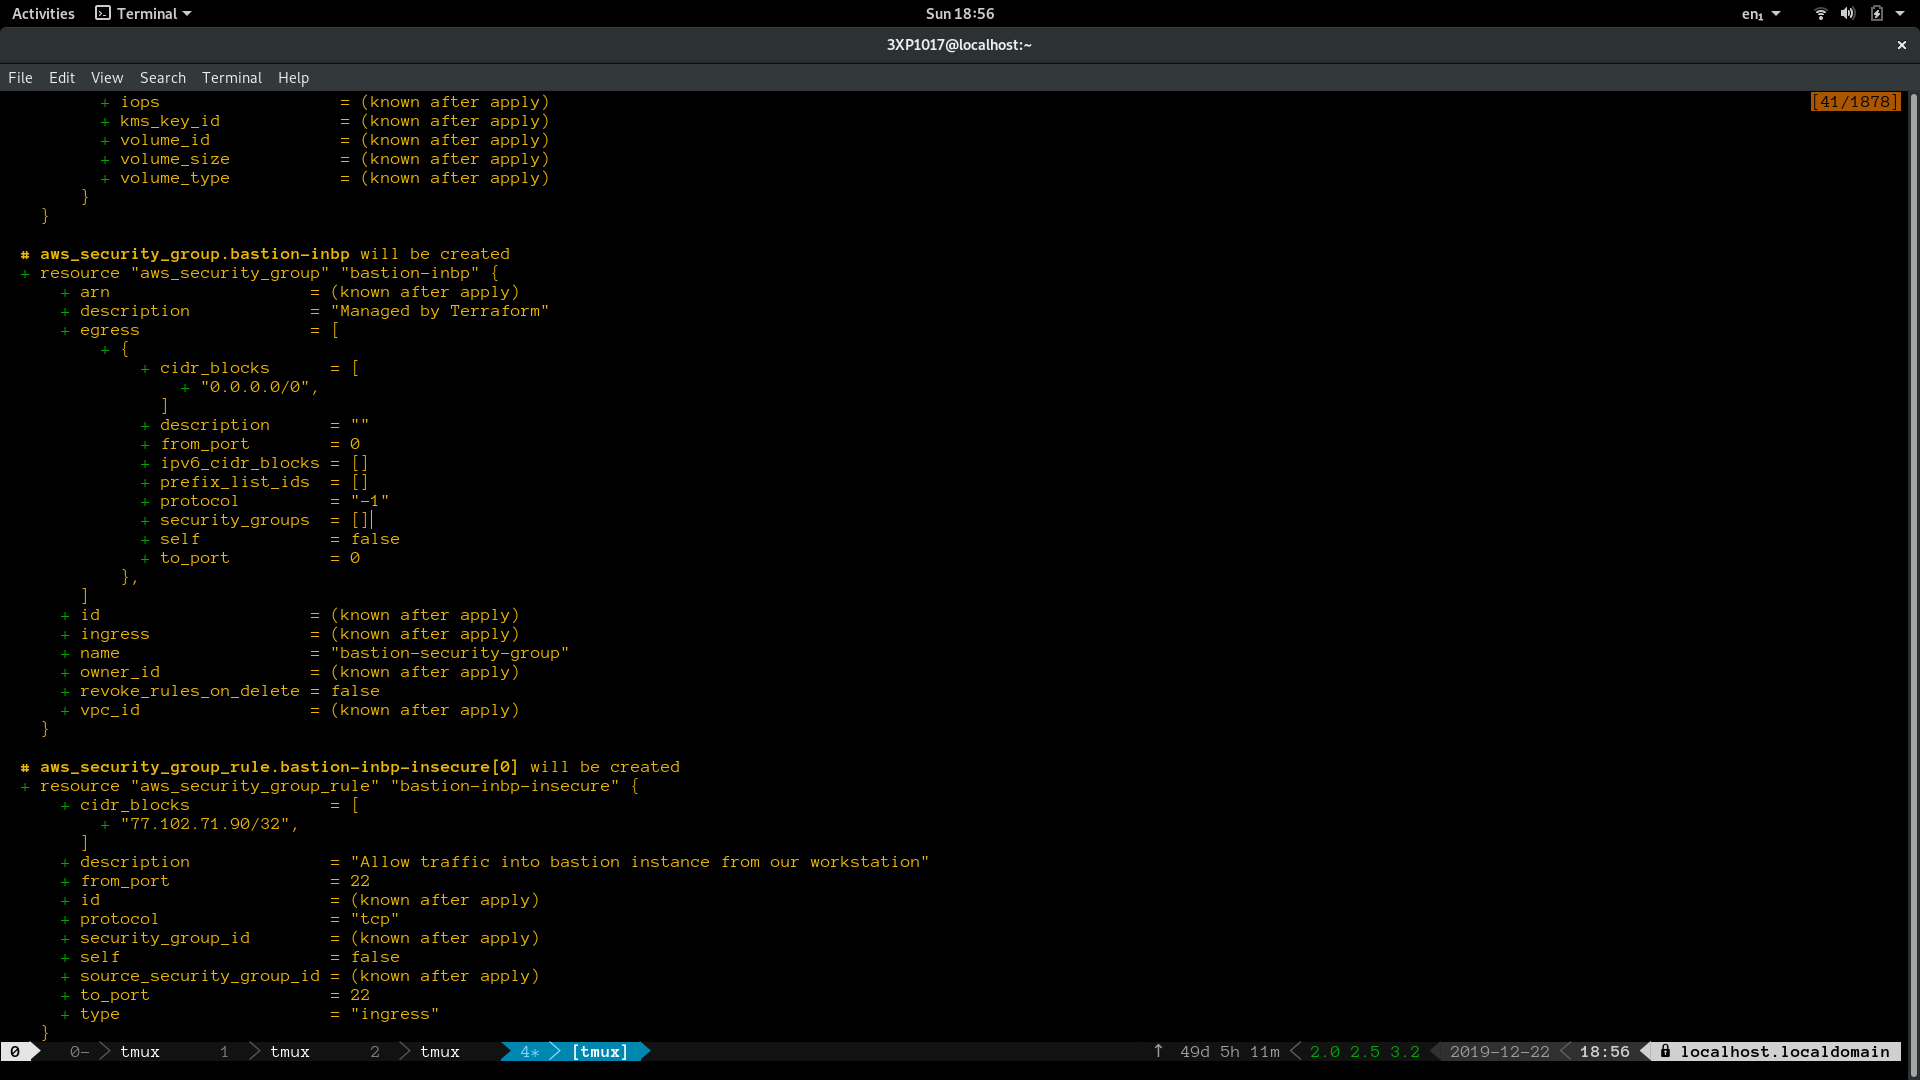 Activities Terminal Sun 18:56 en₁
3XP1017@localhost:~ ×
File Edit View Search Terminal Help
+ iops = (known after apply) [41/1878]
+ kms_key_id = (known after apply)
+ volume_id = (known after apply)
+ volume_size = (known after apply)
+ volume_type = (known after apply)
}
}
# aws_security_group.bastion-inbp will be created
+ resource "aws_security_group" "bastion-inbp" {
+ arn = (known after apply)
+ description = "Managed by Terraform"
+ egress = [
+ {
+ cidr_blocks = [
+ "0.0.0.0/0",
]
+ description = ""
+ from_port = 0
+ ipv6_cidr_blocks = []
+ prefix_list_ids = []
+ protocol = "-1"
+ security_groups = []
+ self = false
+ to_port = 0
},
]
+ id = (known after apply)
+ ingress = (known after apply)
+ name = "bastion-security-group"
+ owner_id = (known after apply)
+ revoke_rules_on_delete = false
+ vpc_id = (known after apply)
}
# aws_security_group_rule.bastion-inbp-insecure[0] will be created
+ resource "aws_security_group_rule" "bastion-inbp-insecure" {
+ cidr_blocks = [
+ "77.102.71.90/32",
]
+ description = "Allow traffic into bastion instance from our workstation"
+ from_port = 22
+ id = (known after apply)
+ protocol = "tcp"
+ security_group_id = (known after apply)
+ self = false
+ source_security_group_id = (known after apply)
+ to_port = 22
+ type = "ingress"
}
0 0- tmux 1 tmux 2 tmux 4* [tmux] ↑ 49d 5h 11m 2.0 2.5 3.2 2019-12-22 18:56 localhost.localdomain